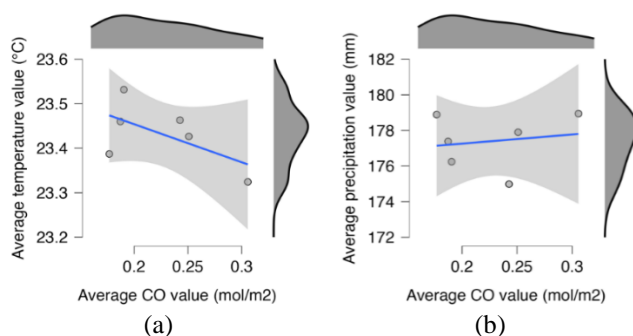 23.6
23.5
23.4
23.3
23.2
Average temperature value (°C)
0.2
0.25
0.3
Average CO value (mol/m2)
(a)
182
180
178
176
174
172
Average precipitation value (mm)
0.2
0.25
0.3
Average CO value (mol/m2)
(b)